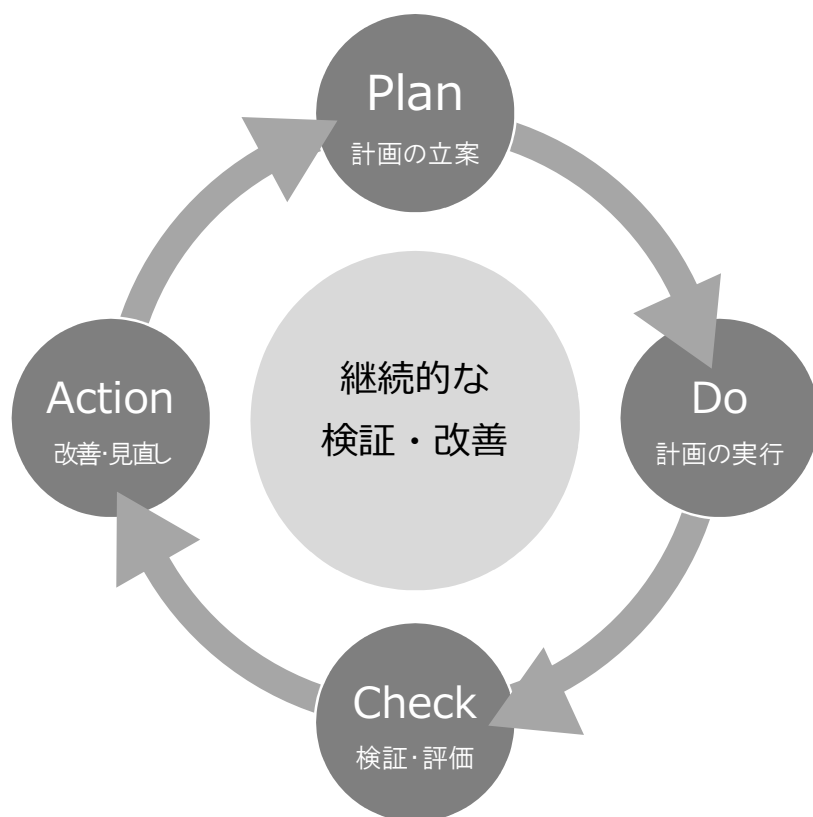 Plan
計画の立案
Do
計画の実行
Check
検証・評価
Action
改善・見直し
継続的な
検証・改善